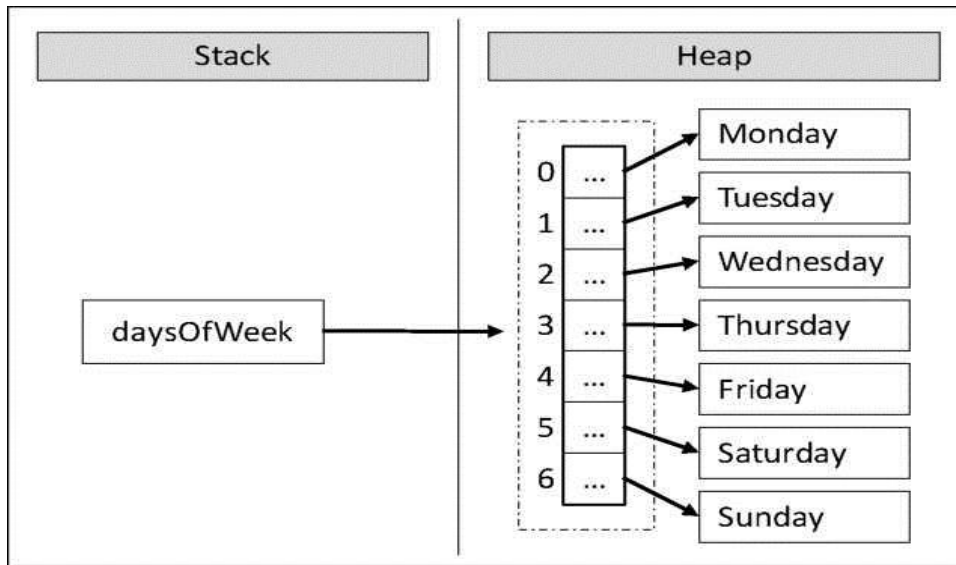 Stack
Heap
daysOfWeek
0 ... Monday
1 ... Tuesday
2 ... Wednesday
3 ... Thursday
4 ... Friday
5 ... Saturday
6 ... Sunday